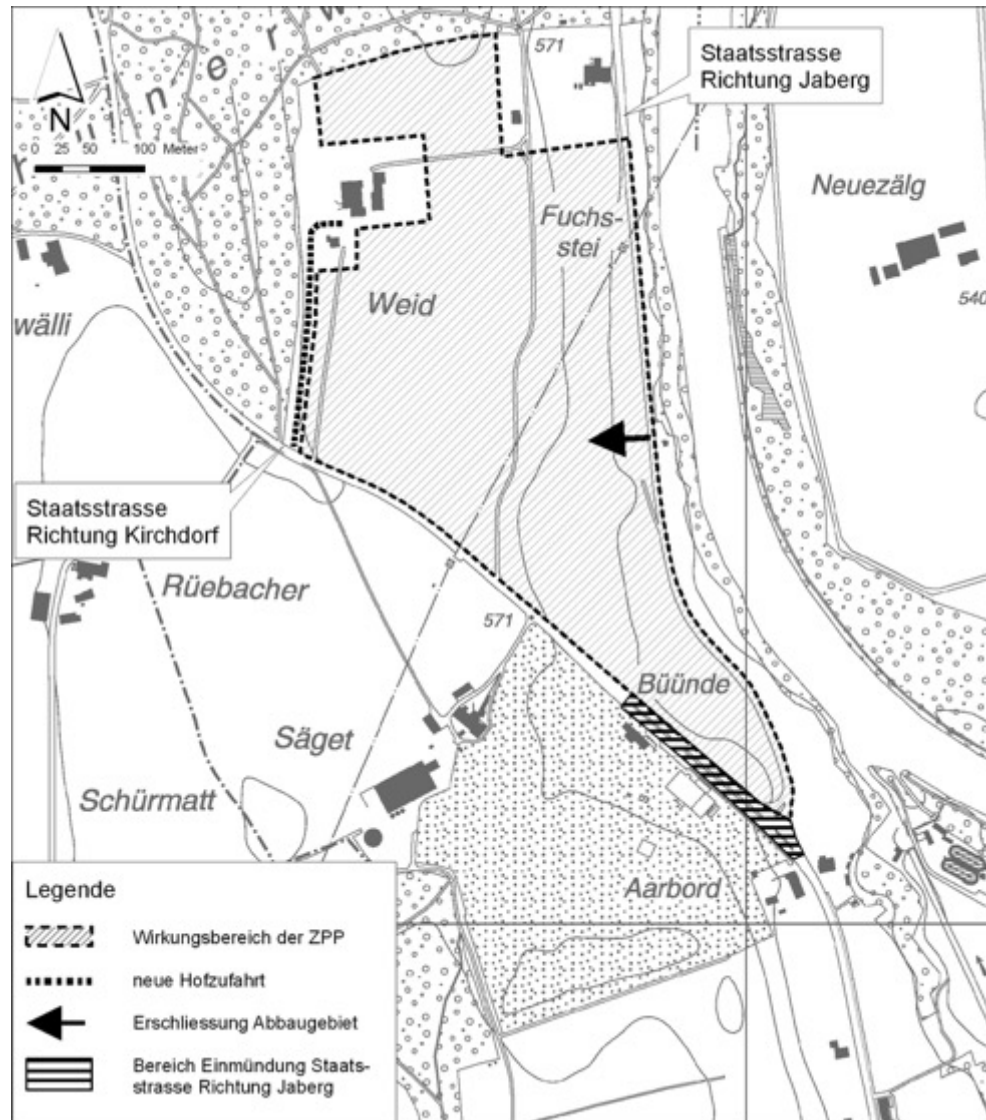 571
Staatsstrasse
Richtung Jaberg
N
0 25 50 100 Meter
Neuezälg
Fuchs-
stei
540
Weid
wälli
Staatsstrasse
Richtung Kirchdorf
Rüebacher
571
Büünde
Säget
Schürmatt
Aarbord
Legende
Wirkungsbereich der ZPP
neue Hofzufahrt
Erschliessung Abbaugebiet
Bereich Einmündung Staats-
strasse Richtung Jaberg